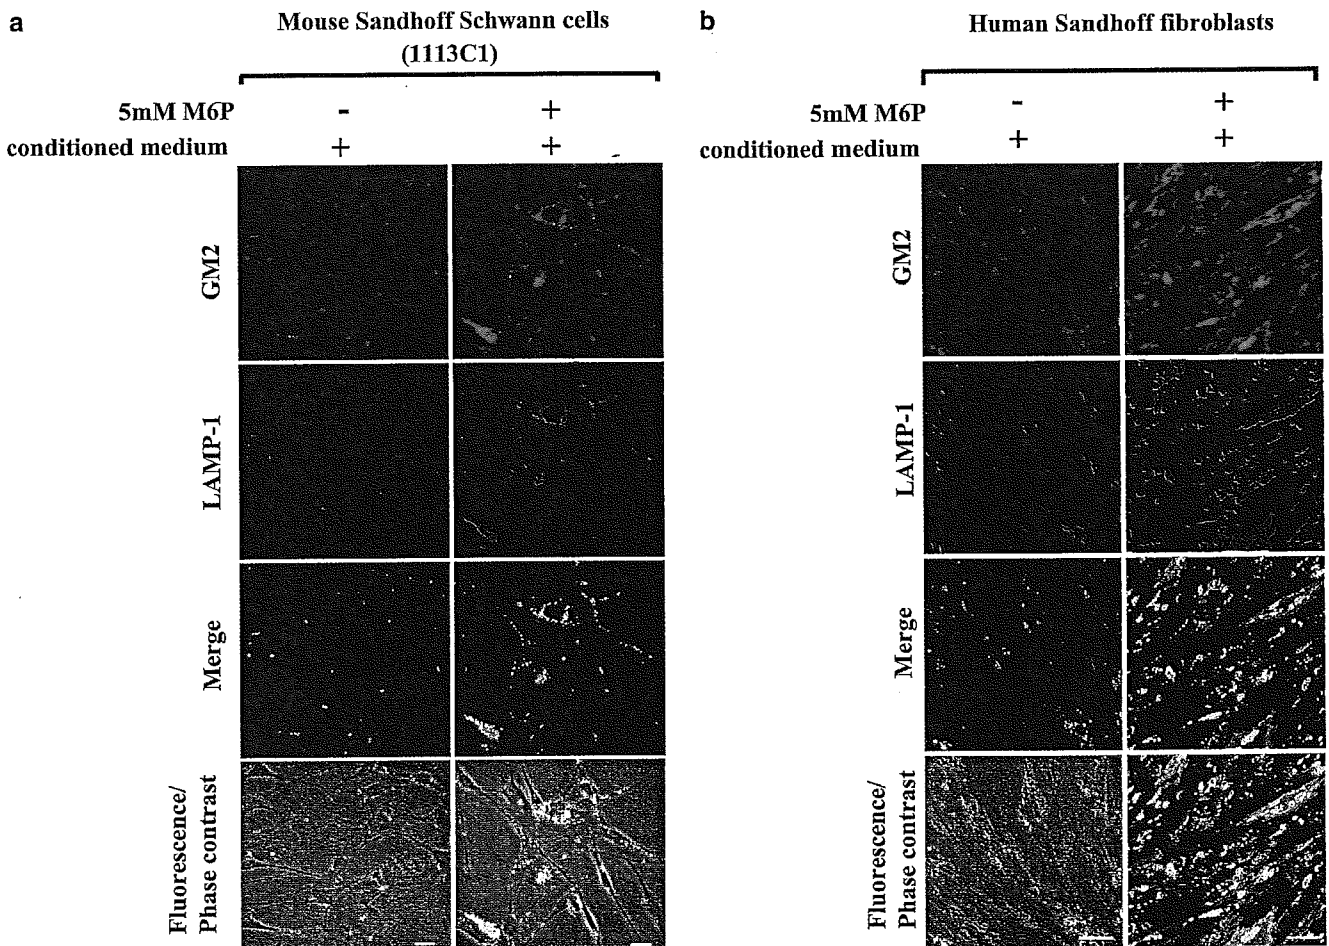 a
Mouse Sandhoff Schwann cells
(1113C1)
5mM M6P - +
conditioned medium + +
GM2
LAMP-1
Merge
Fluorescence/
Phase contrast
b
Human Sandhoff fibroblasts
5mM M6P - +
conditioned medium + +
GM2
LAMP-1
Merge
Fluorescence/
Phase contrast